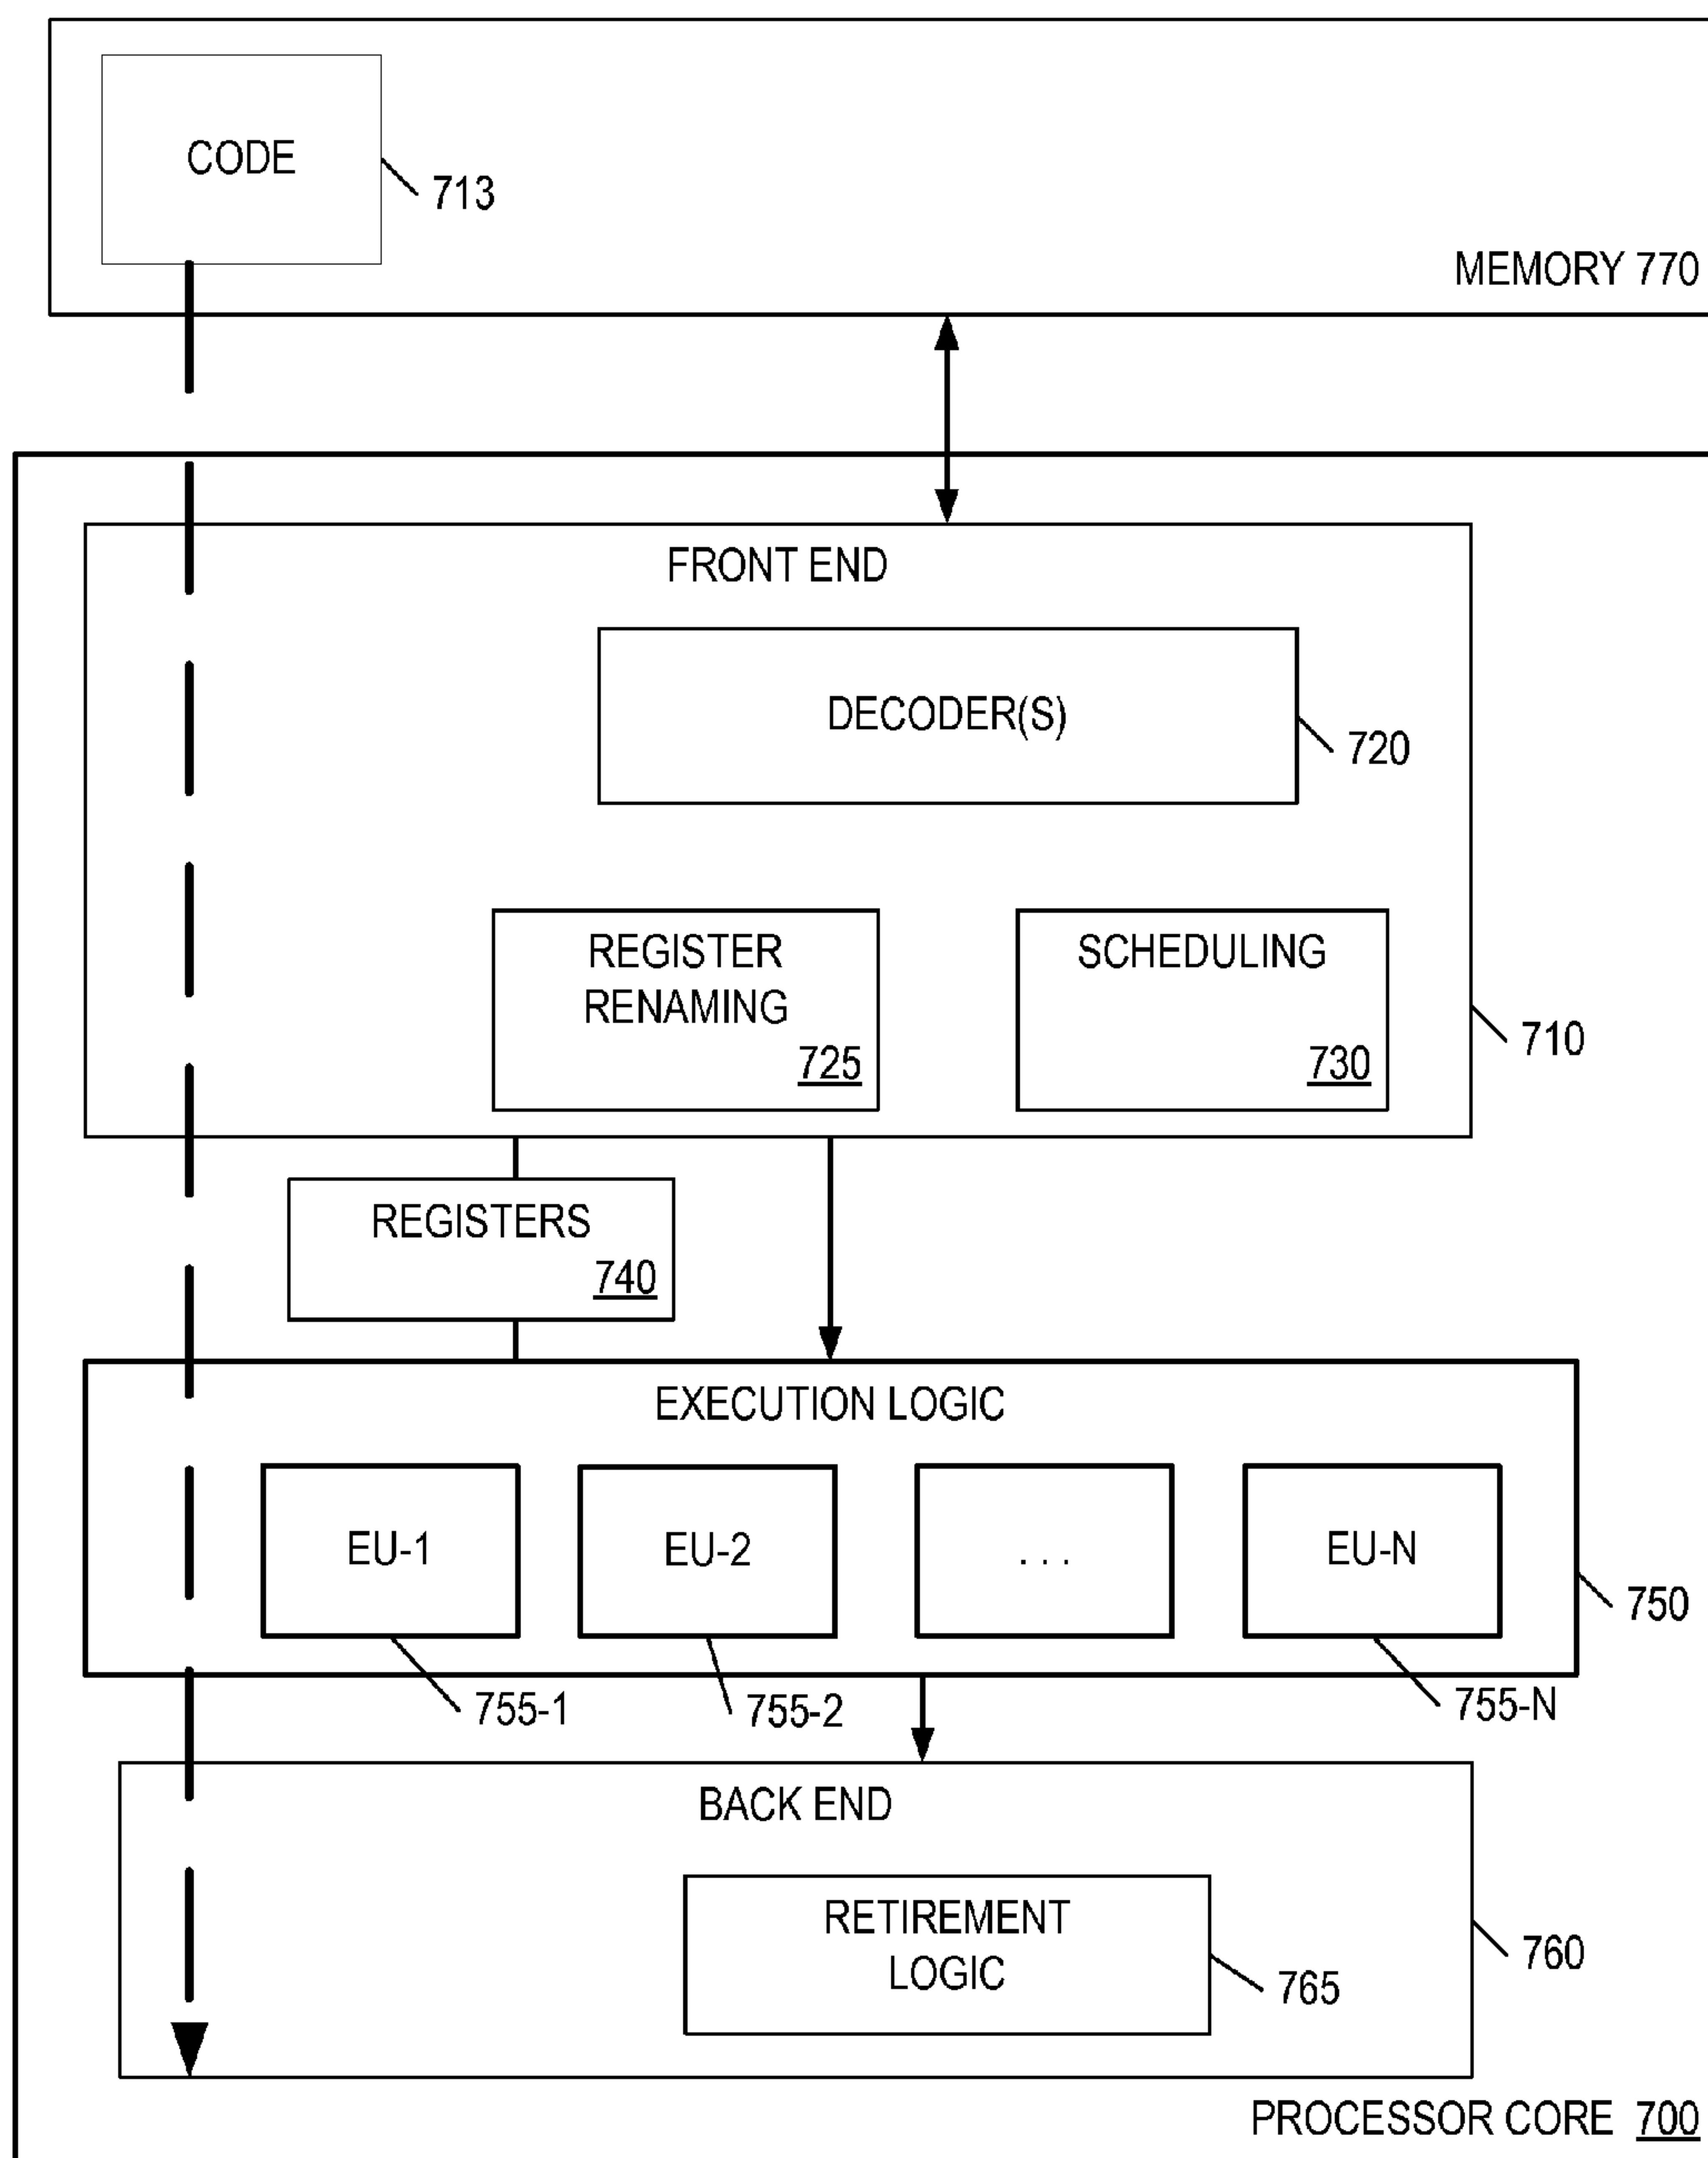 CODE
713
MEMORY 770
FRONT END
DECODER(S)
720
REGISTER
RENAMING
725
SCHEDULING
730
710
REGISTERS
740
EXECUTION LOGIC
EU-1
EU-2
. . .
EU-N
750
755-1
755-2
755-N
BACK END
RETIREMENT
LOGIC
765
760
PROCESSOR CORE 700